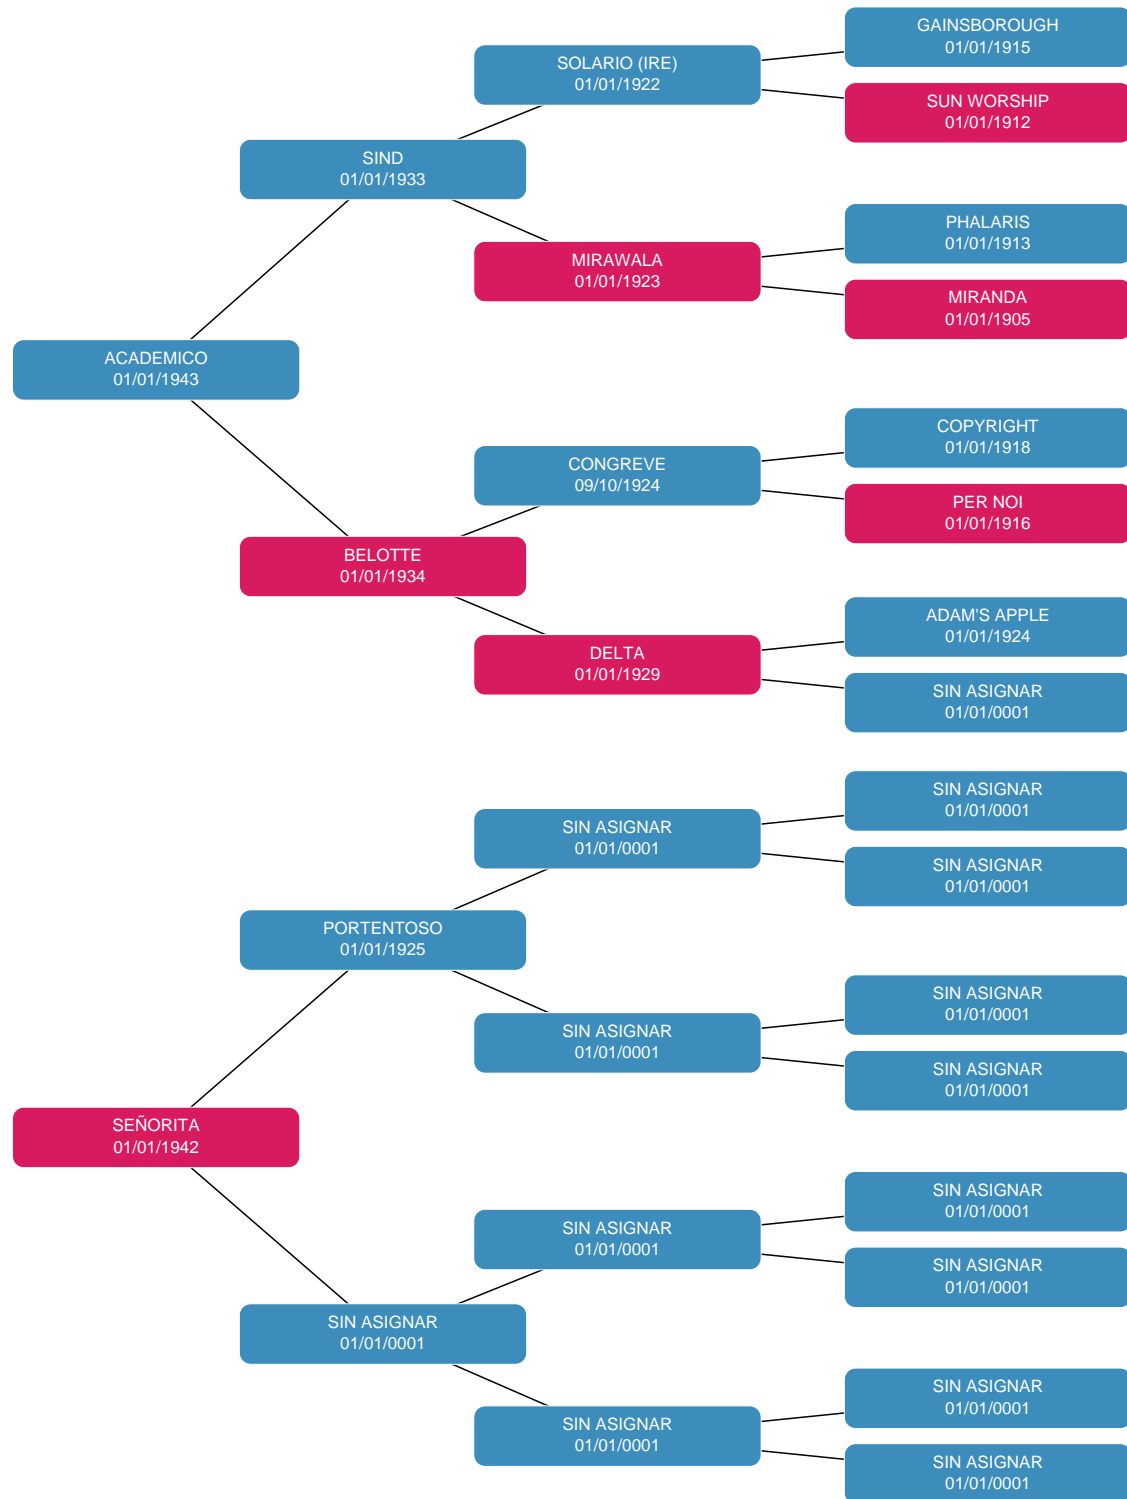 GAINSBOROUGH
01/01/1915
SOLARIO (IRE)
01/01/1922
SUN WORSHIP
01/01/1912
SIND
01/01/1933
PHALARIS
01/01/1913
MIRAWALA
01/01/1923
MIRANDA
01/01/1905
ACADEMICO
01/01/1943
COPYRIGHT
01/01/1918
CONGREVE
09/10/1924
PER NOI
01/01/1916
BELOTTE
01/01/1934
ADAM'S APPLE
01/01/1924
DELTA
01/01/1929
SIN ASIGNAR
01/01/0001
SIN ASIGNAR
01/01/0001
SIN ASIGNAR
01/01/0001
SIN ASIGNAR
01/01/0001
PORTENTOSO
01/01/1925
SIN ASIGNAR
01/01/0001
SIN ASIGNAR
01/01/0001
SIN ASIGNAR
01/01/0001
SEÑORITA
01/01/1942
SIN ASIGNAR
01/01/0001
SIN ASIGNAR
01/01/0001
SIN ASIGNAR
01/01/0001
SIN ASIGNAR
01/01/0001
SIN ASIGNAR
01/01/0001
SIN ASIGNAR
01/01/0001
SIN ASIGNAR
01/01/0001